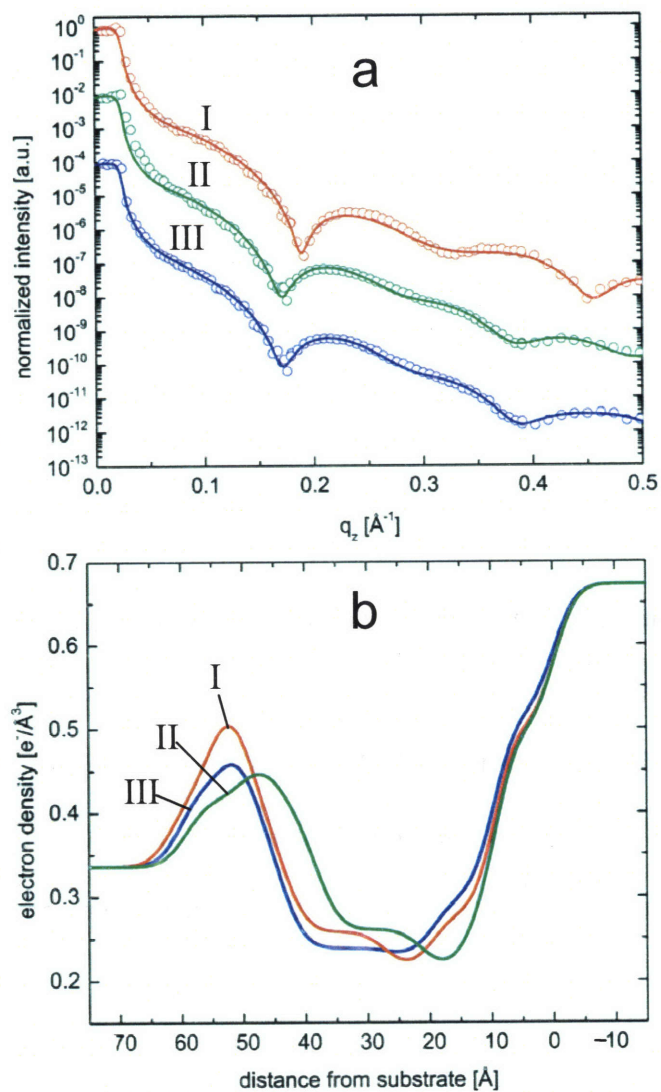 a
I
II
III
10⁰
10⁻¹
10⁻²
10⁻³
10⁻⁴
10⁻⁵
10⁻⁶
10⁻⁷
10⁻⁸
10⁻⁹
10⁻¹⁰
10⁻¹¹
10⁻¹²
10⁻¹³
normalized intensity [a.u.]
0.0 0.1 0.2 0.3 0.4 0.5
q_z [Å⁻¹]
b
I
II
III
0.7
0.6
0.5
0.4
0.3
0.2
electron density [e⁻/Å³]
70 60 50 40 30 20 10 0 −10
distance from substrate [Å]